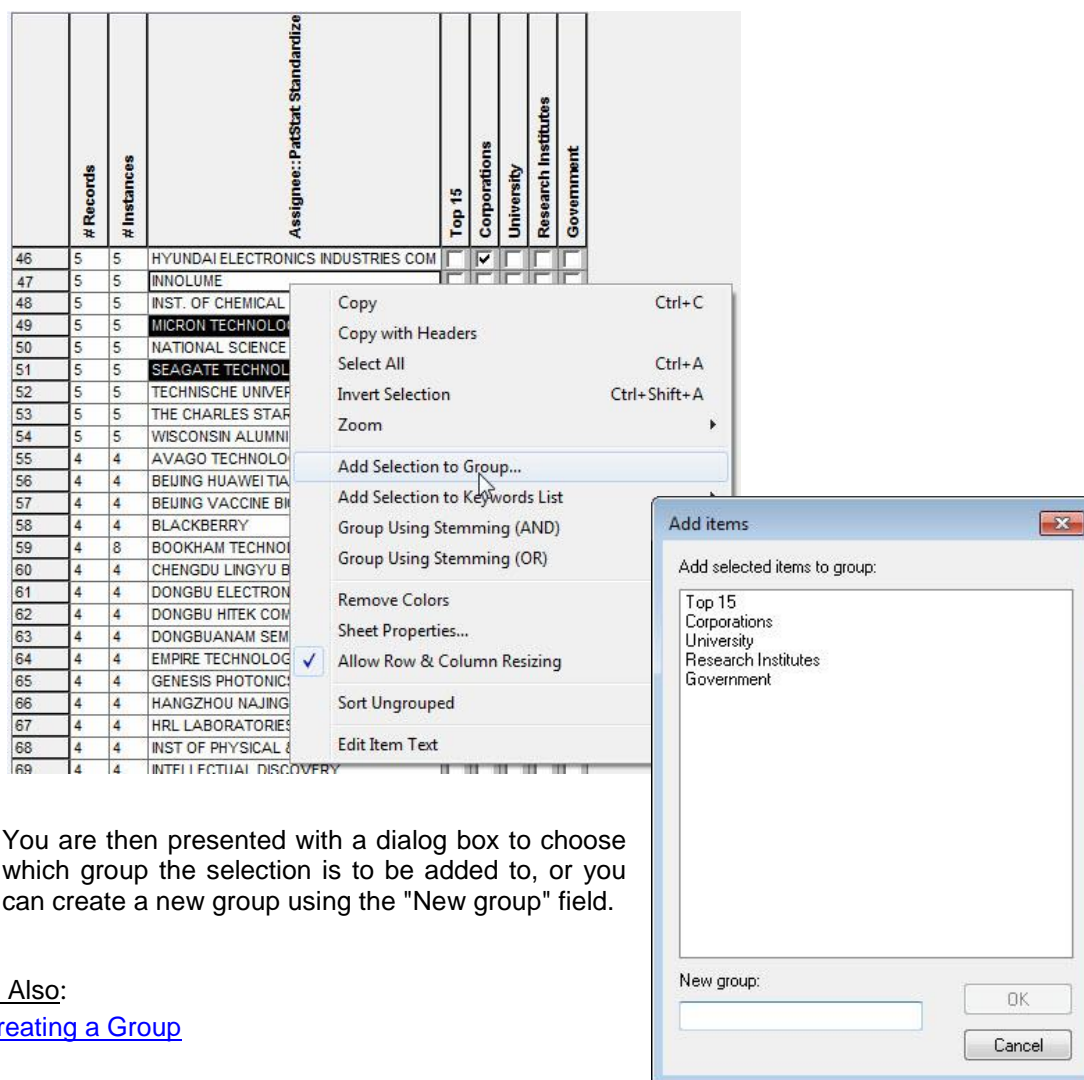 # Records
# Instances
Assignee::PatStat Standardize
Top 15
Corporations
University
Research Institutes
Government
46 5 5 HYUNDAI ELECTRONICS INDUSTRIES COM
47 5 5 INNOLUME
48 5 5 INST. OF CHEMICAL
49 5 5 MICRON TECHNOLO
50 5 5 NATIONAL SCIENCE
51 5 5 SEAGATE TECHNOL
52 5 5 TECHNISCHE UNIVER
53 5 5 THE CHARLES STAR
54 5 5 WISCONSIN ALUMNI
55 4 4 AVAGO TECHNOLO
56 4 4 BEIJING HUAWEI TIA
57 4 4 BEIJING VACCINE BI
58 4 4 BLACKBERRY
59 4 8 BOOKHAM TECHNOL
60 4 4 CHENGDU LINGYU B
61 4 4 DONGBU ELECTRON
62 4 4 DONGBU HITEK COM
63 4 4 DONGBUANAM SEM
64 4 4 EMPIRE TECHNOLOG
65 4 4 GENESIS PHOTONICS
66 4 4 HANGZHOU NAJING
67 4 4 HRL LABORATORIES
68 4 4 INST OF PHYSICAL &
69 4 4 INTELLECTUAL DISCOVERY
Copy Ctrl+C
Copy with Headers
Select All Ctrl+A
Invert Selection Ctrl+Shift+A
Zoom
Add Selection to Group...
Add Selection to Keywords List
Group Using Stemming (AND)
Group Using Stemming (OR)
Remove Colors
Sheet Properties...
Allow Row & Column Resizing
Sort Ungrouped
Edit Item Text
Add items
Add selected items to group:
Top 15
Corporations
University
Research Institutes
Government
New group:
OK
Cancel
You are then presented with a dialog box to choose
which group the selection is to be added to, or you
can create a new group using the "New group" field.
Also:
reating a Group